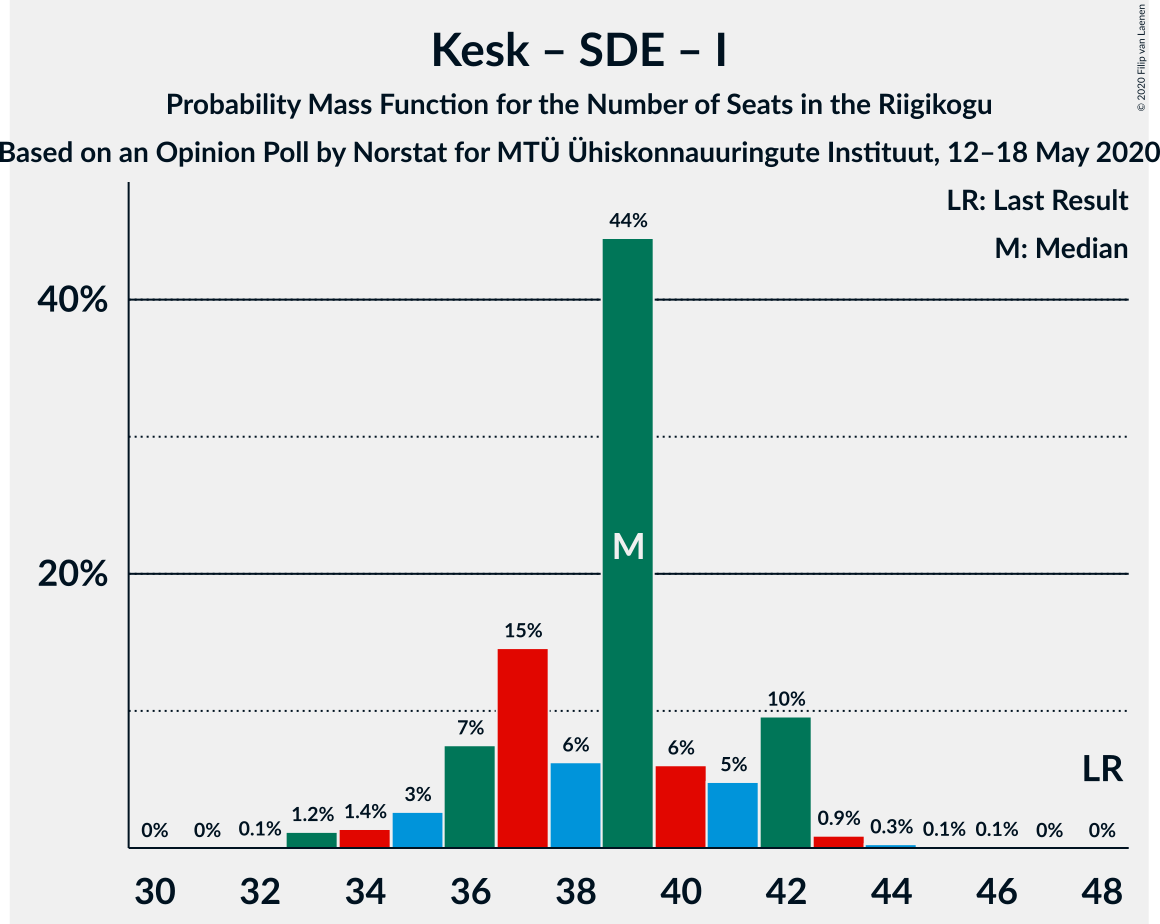 Kesk – SDE – I
Probability Mass Function for the Number of Seats in the Riigikogu
Based on an Opinion Poll by Norstat for MTÜ Ühiskonnauuringute Instituut, 12–18 May 2020
© 2020 Filip van Laenen
LR: Last Result
M: Median
44%
40%
M
20%
15%
10%
7%
6%
6%
5%
LR
3%
1.4%
1.2%
0.9%
0.3%
0% 0% 0.1% 0.1% 0.1% 0% 0%
30 32 34 36 38 40 42 44 46 48